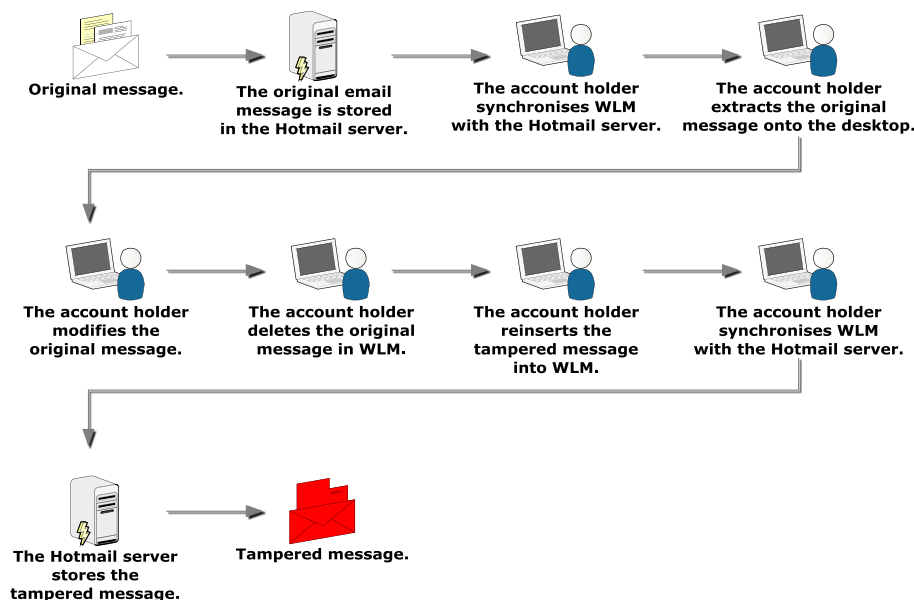 Original message.
The original email
message is stored
in the Hotmail server.
The account holder
synchronises WLM
with the Hotmail server.
The account holder
extracts the original
message onto the desktop.
The account holder
modifies the
original message.
The account holder
deletes the original
message in WLM.
The account holder
reinserts the
tampered message
into WLM.
The account holder
synchronises WLM
with the Hotmail server.
The Hotmail server
stores the
tampered message.
Tampered message.